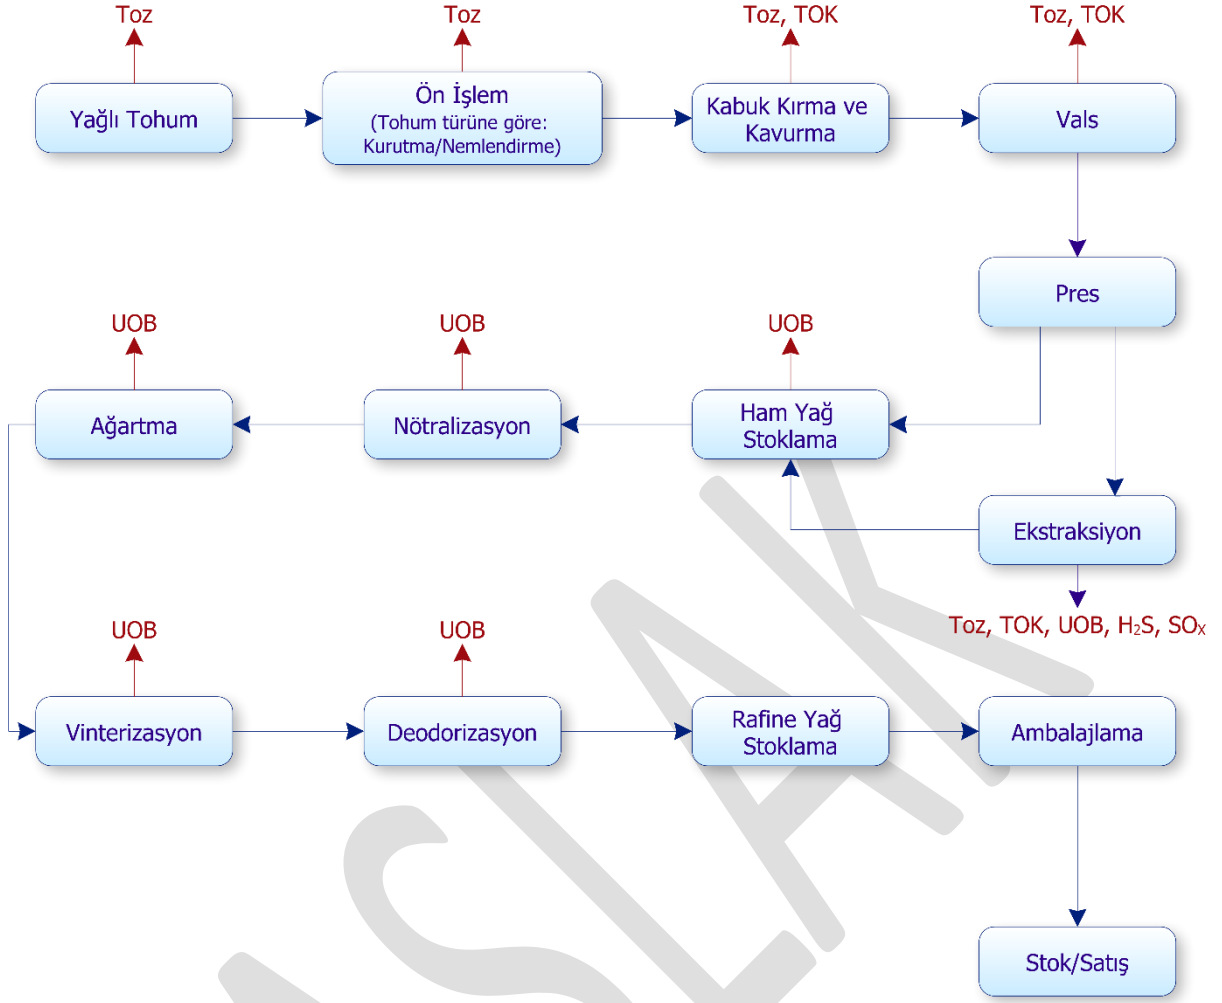 Toz
Toz
Toz, TOK
Toz, TOK
Yağlı Tohum
Ön İşlem
(Tohum türüne göre:
Kurutma/Nemlendirme)
Kabuk Kırma ve
Kavurma
Vals
Pres
UOB
UOB
UOB
Ağartma
Nötralizasyon
Ham Yağ
Stoklama
Ekstraksiyon
Toz, TOK, UOB, H₂S, SOₓ
UOB
UOB
Vinterizasyon
Deodorizasyon
Rafine Yağ
Stoklama
Ambalajlama
Stok/Satış
ASLAK